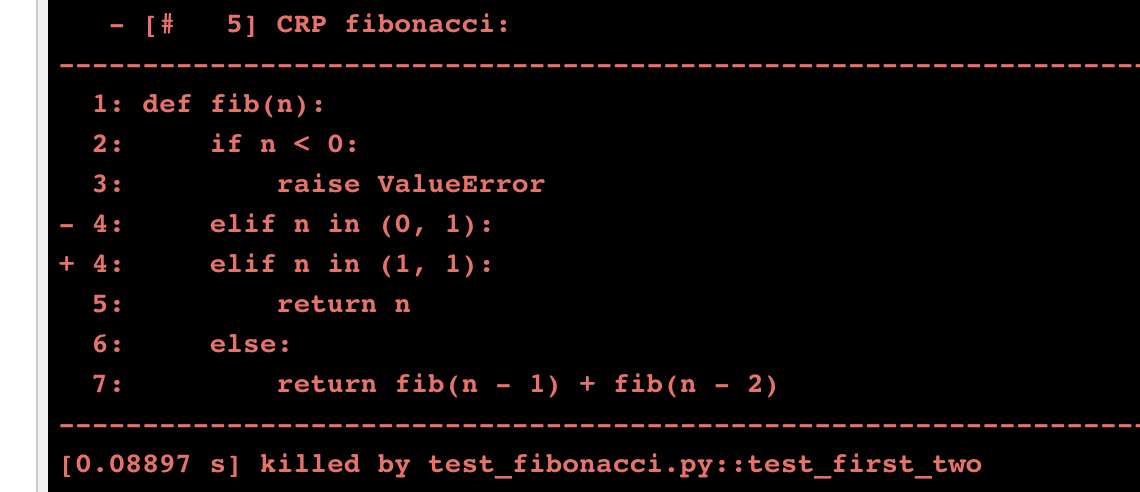 - [#   5] CRP fibonacci:
--------------------------------------------------------------------------------
  1: def fib(n):
  2:     if n < 0:
  3:         raise ValueError
- 4:     elif n in (0, 1):
+ 4:     elif n in (1, 1):
  5:         return n
  6:     else:
  7:         return fib(n - 1) + fib(n - 2)
--------------------------------------------------------------------------------
[0.08897 s] killed by test_fibonacci.py::test_first_two